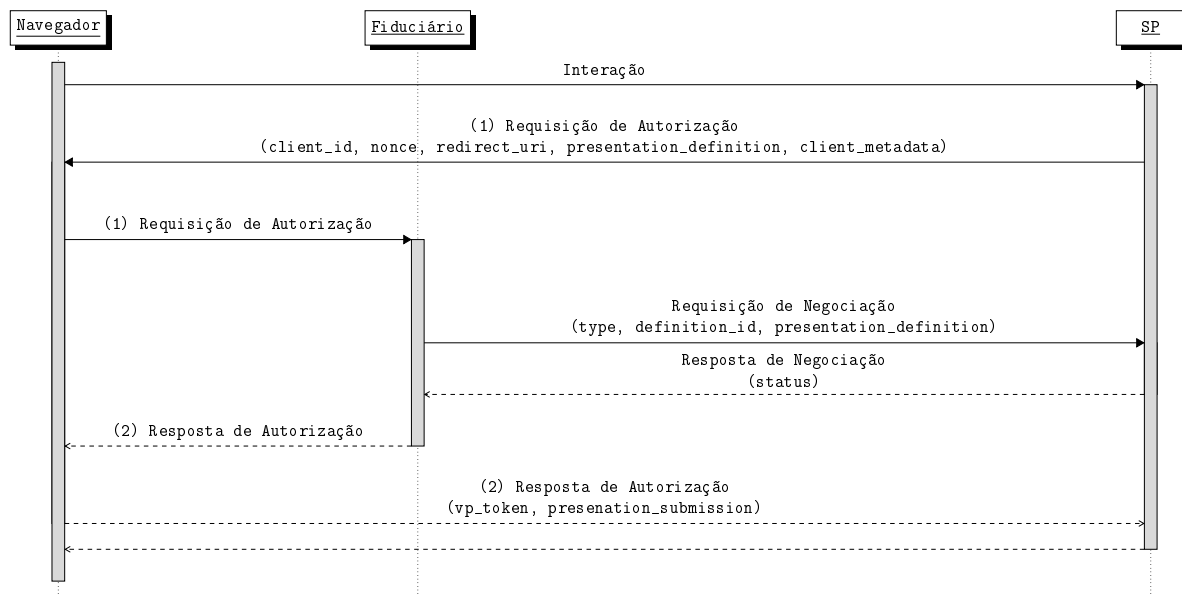 Navegador
Fiduciário
SP
Interação
(1) Requisição de Autorização
(client_id, nonce, redirect_uri, presentation_definition, client_metadata)
(1) Requisição de Autorização
Requisição de Negociação
(type, definition_id, presentation_definition)
Resposta de Negociação
(status)
(2) Resposta de Autorização
(2) Resposta de Autorização
(vp_token, presenation_submission)